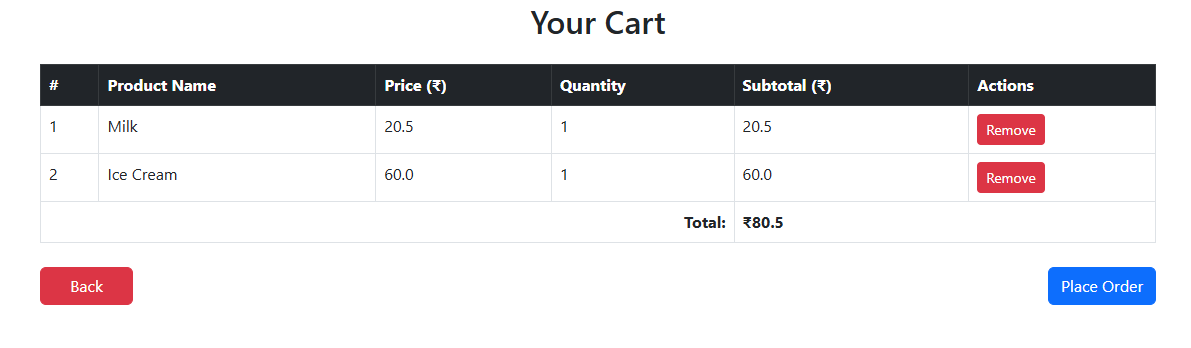 Your Cart
# Product Name Price (₹) Quantity Subtotal (₹) Actions
1 Milk 20.5 1 20.5 Remove
2 Ice Cream 60.0 1 60.0 Remove
Total: ₹80.5
Back Place Order